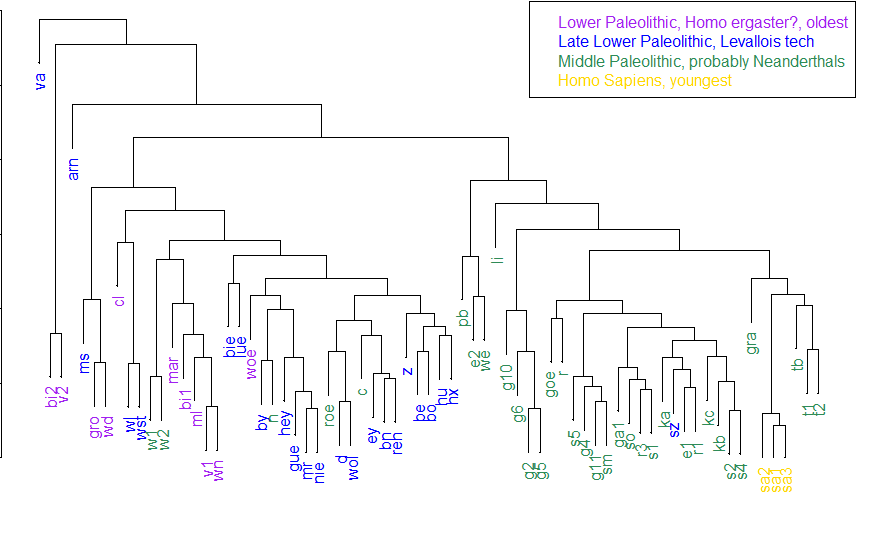 Lower Paleolithic, Homo ergaster?, oldest
Late Lower Paleolithic, Levallois tech
Middle Paleolithic, probably Neanderthals
Homo Sapiens, youngest
va
arn
bi2
v2
ms
gro
wd
cl
wl
wst
w1
w2
mar
bi1
ml
v1
wn
bie
lue
woe
by
n
hey
gue
mr
nie
roe
d
wol
c
ey
bn
ren
z
be
bo
hu
hx
pb
e2
we
li
g10
g6
g2
g5
goe
r
s5
g4
g11
sm
ga1
so
r3
s1
ka
sz
e1
r1
kc
kb
s2
s4
gra
sa2
sa1
sa3
tb
t1
t2